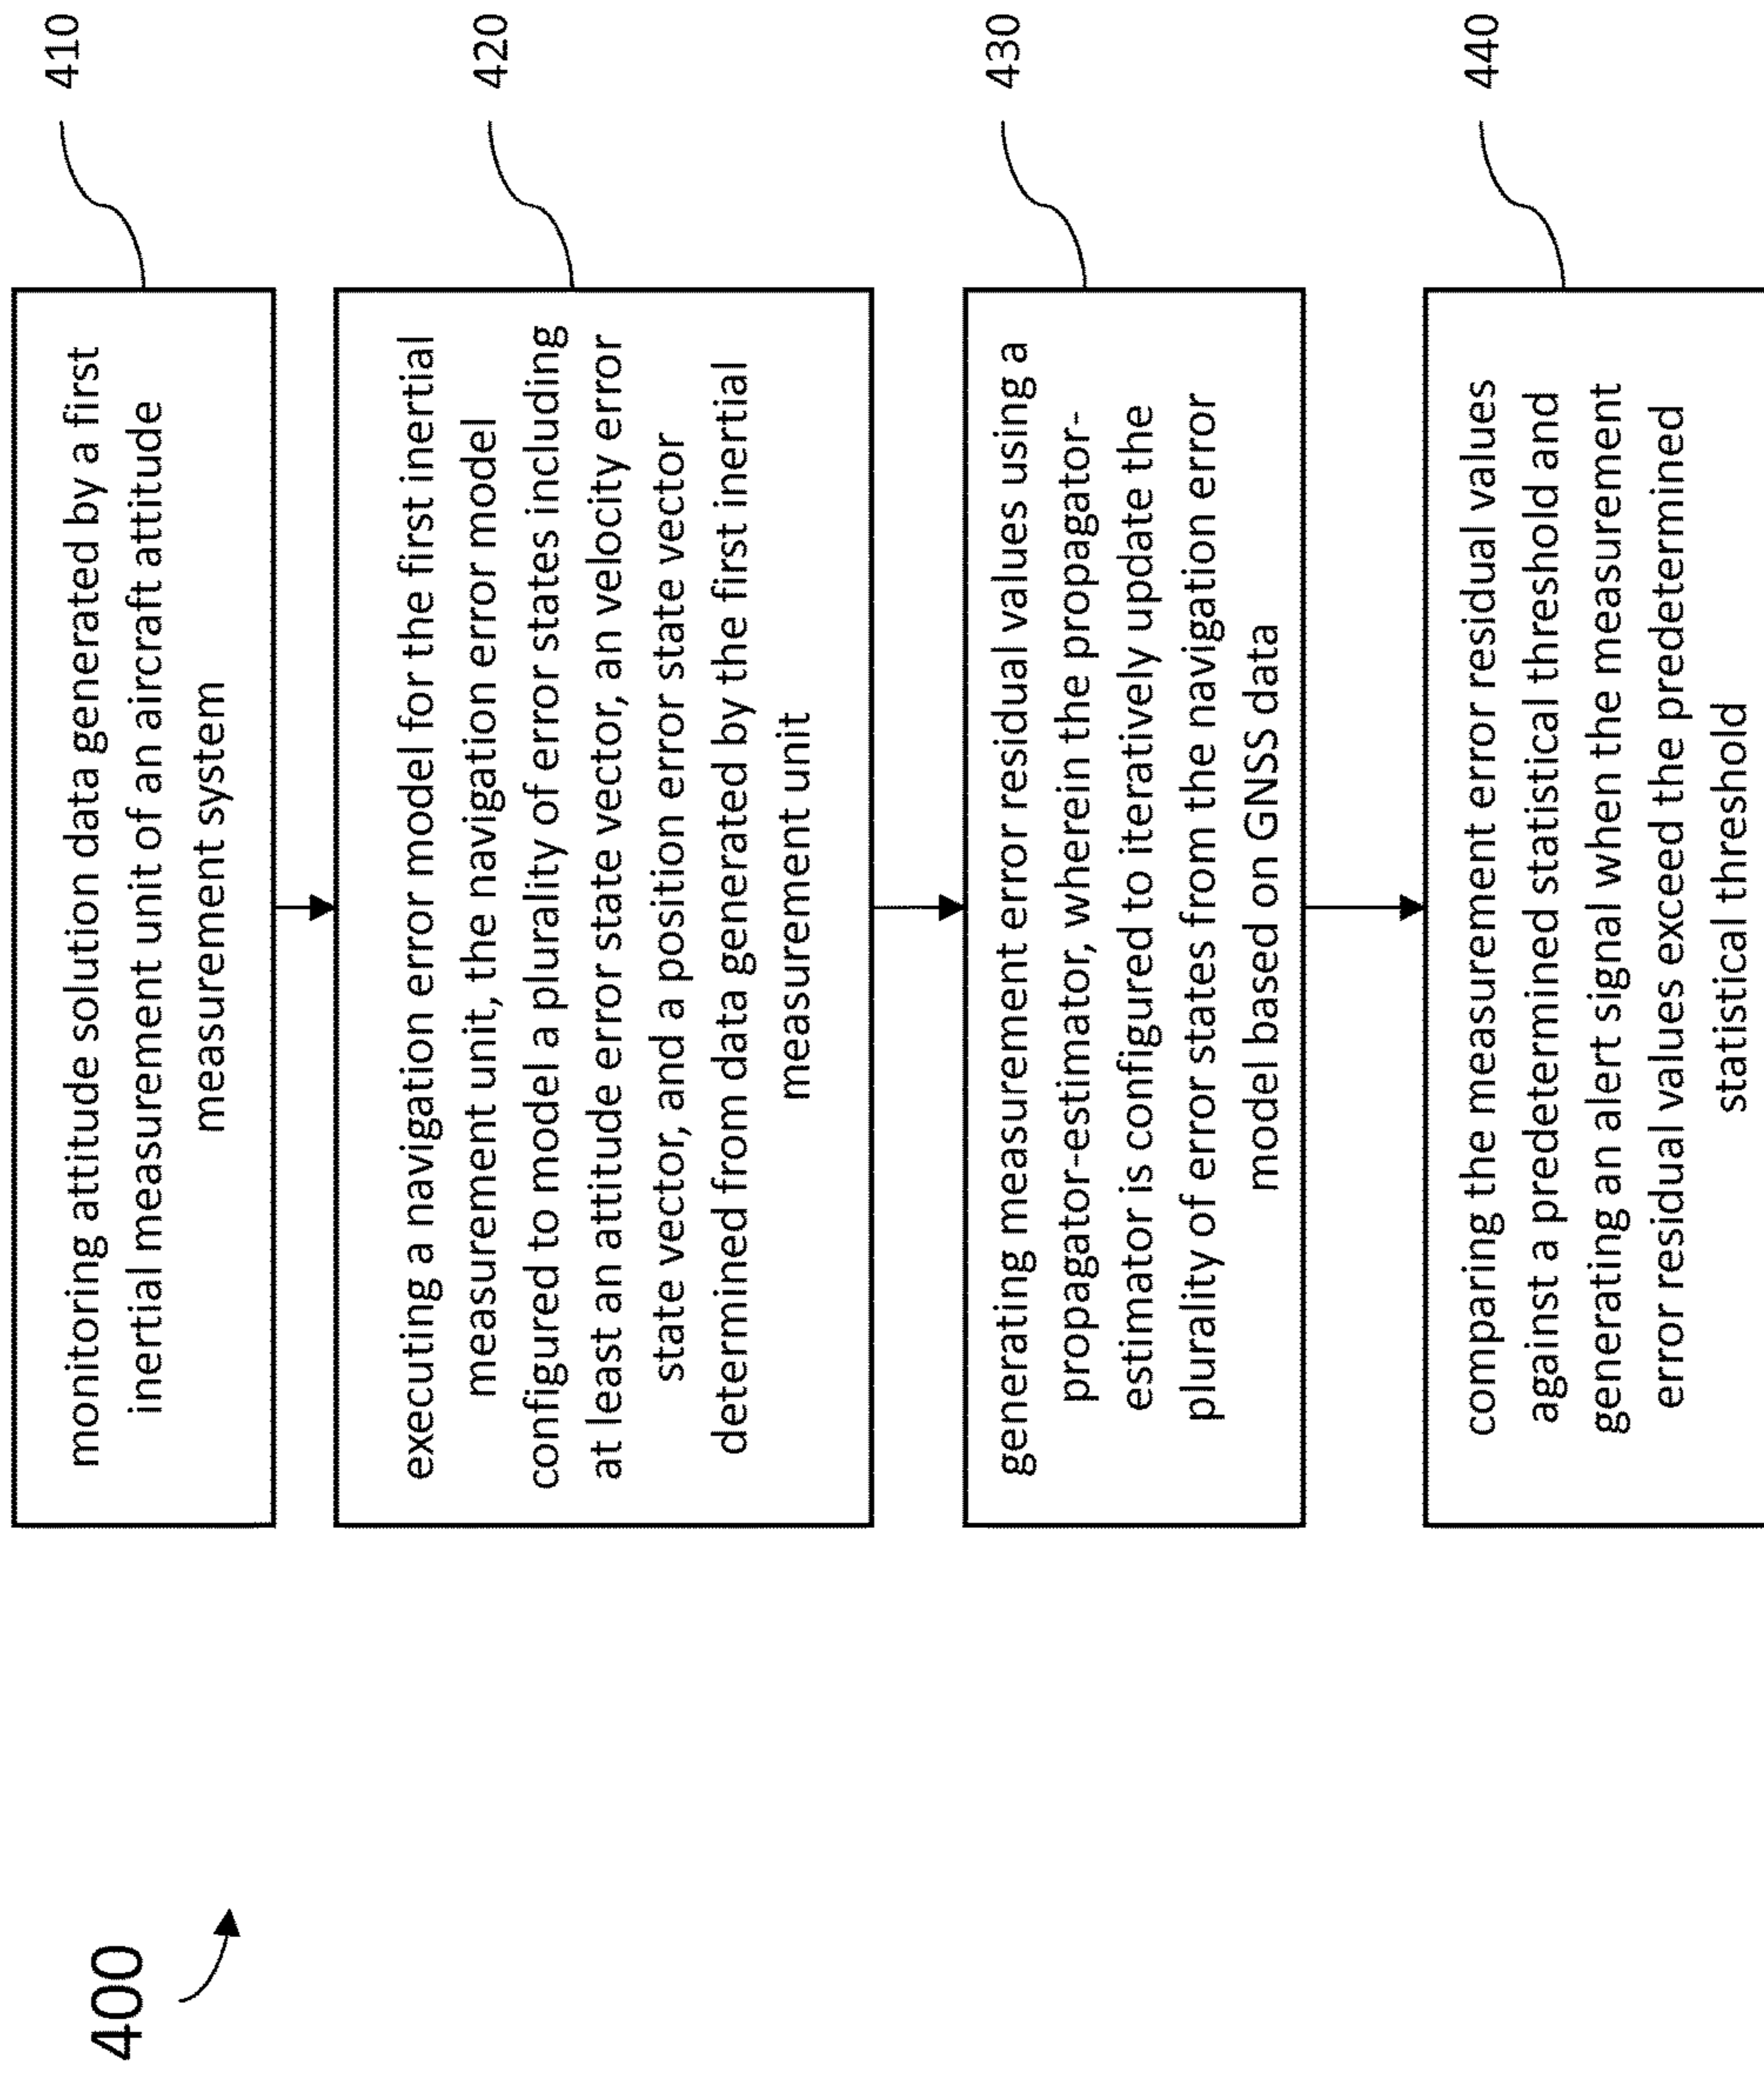 400
410
monitoring attitude solution data generated by a first
inertial measurement unit of an aircraft attitude
measurement system
420
executing a navigation error model for the first inertial
measurement unit, the navigation error model
configured to model a plurality of error states including
at least an attitude error state vector, an velocity error
state vector, and a position error state vector
determined from data generated by the first inertial
measurement unit
430
generating measurement error residual values using a
propagator-estimator, wherein the propagator-
estimator is configured to iteratively update the
plurality of error states from the navigation error
model based on GNSS data
440
comparing the measurement error residual values
against a predetermined statistical threshold and
generating an alert signal when the measurement
error residual values exceed the predetermined
statistical threshold